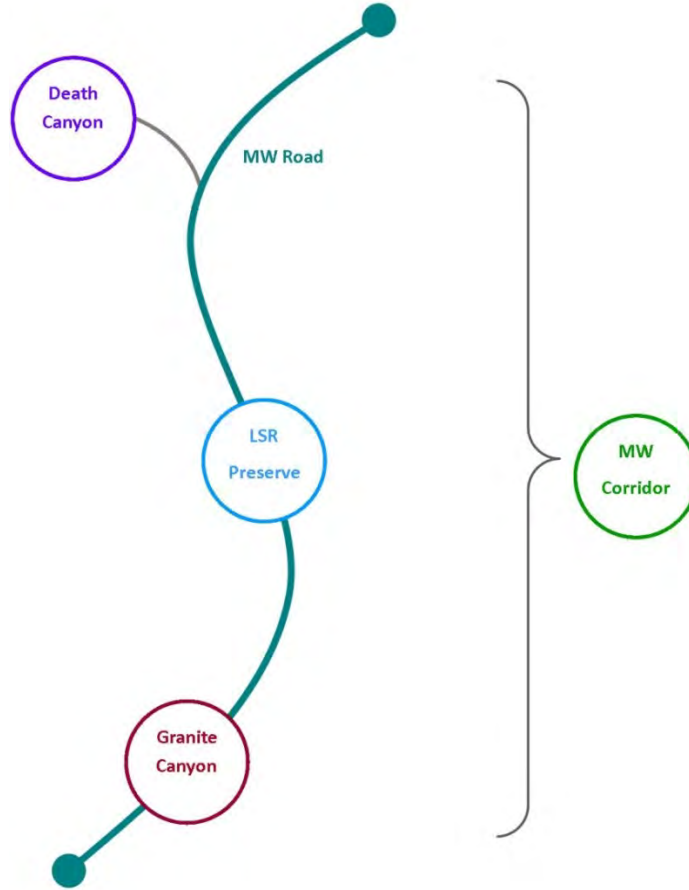 Death
Canyon
MW Road
LSR
Preserve
MW
Corridor
Granite
Canyon